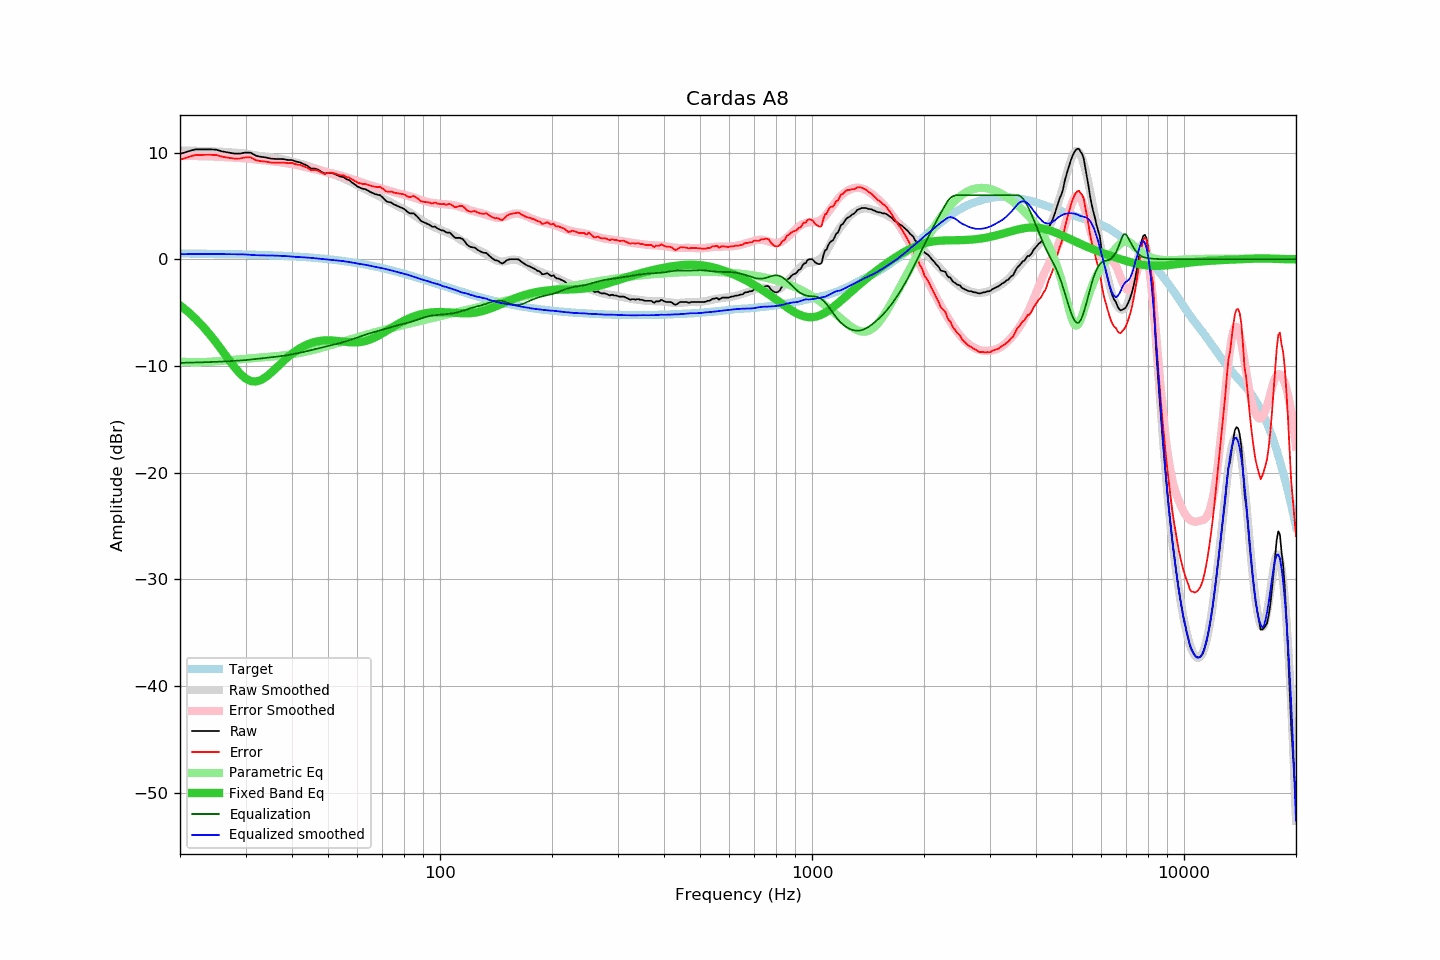 Cardas A8
10
0
−10
−20
−30
−40
−50
Amplitude (dBr)
Target
Raw Smoothed
Error Smoothed
Raw
Error
Parametric Eq
Fixed Band Eq
Equalization
Equalized smoothed
100
1000
10000
Frequency (Hz)